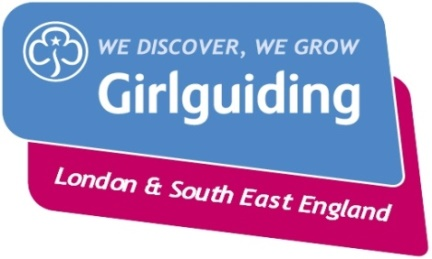 WE DISCOVER, WE GROW
Girlguiding
London & South East England